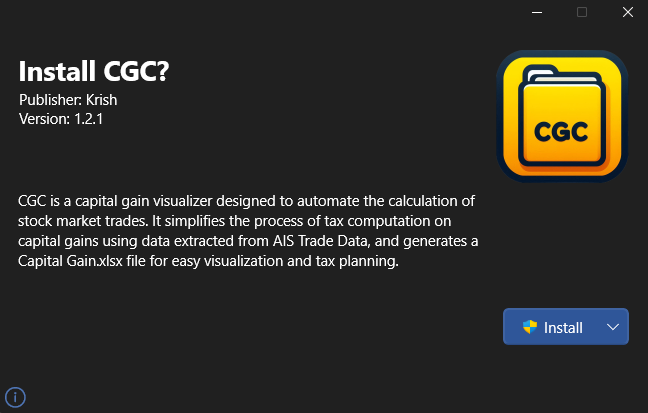 Install CGC?
Publisher: Krish
Version: 1.2.1
CGC
CGC is a capital gain visualizer designed to automate the calculation of
stock market trades. It simplifies the process of tax computation on
capital gains using data extracted from AIS Trade Data, and generates a
Capital Gain.xlsx file for easy visualization and tax planning.
Install